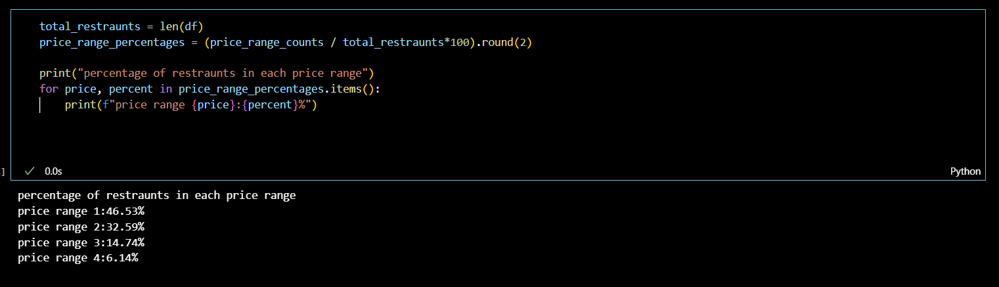 total_restraunts = len(df)
price_range_percentages = (price_range_counts / total_restraunts*100).round(2)
print("percentage of restraunts in each price range")
for price, percent in price_range_percentages.items():
    print(f"price range {price}:{percent}%")
]
✓ 0.0s
Python
percentage of restraunts in each price range
price range 1:46.53%
price range 2:32.59%
price range 3:14.74%
price range 4:6.14%